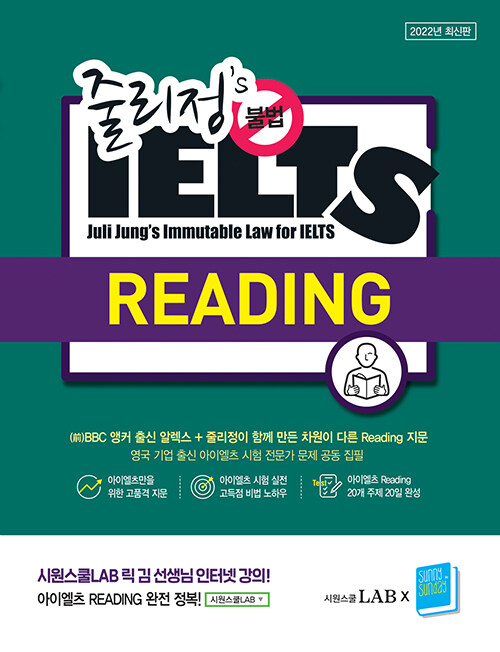 2022년 최신판
줄리정's
불법
IELTS
Juli Jung's Immutable Law for IELTS
READING
(前)BBC 앵커 출신 알렉스 + 줄리정이 함께 만든 차원이 다른 Reading 지문
영국 기업 출신 아이엘츠 시험 전문가 문제 공동 집필
아이엘츠만을
위한 고품격 지문
아이엘츠 시험 실전
고득점 비법 노하우
Test
아이엘츠 Reading
20개 주제 20일 완성
시원스쿨LAB 릭 김 선생님 인터넷 강의!
아이엘츠 READING 완전 정복! 시원스쿨LAB ▼
시원스쿨 LAB X
SUNNY
SUNDAY